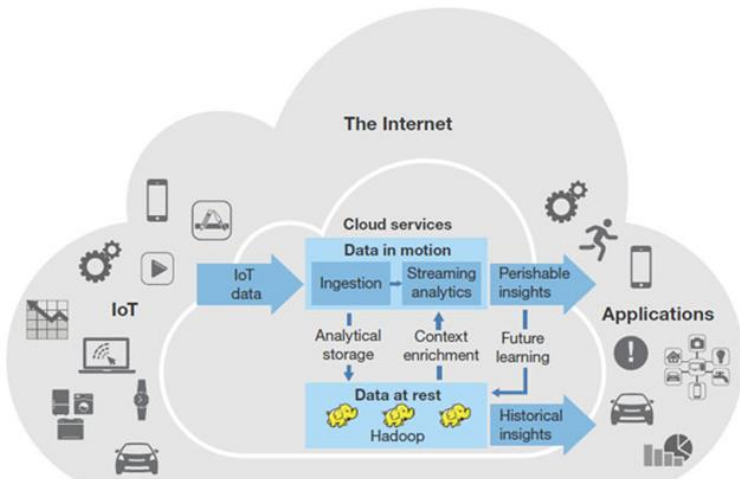 The Internet
Cloud services
Data in motion
IoT
data
Ingestion
Streaming
analytics
Perishable
insights
IoT
Applications
Analytical
storage
Context
enrichment
Future
learning
Data at rest
Hadoop
Historical
insights